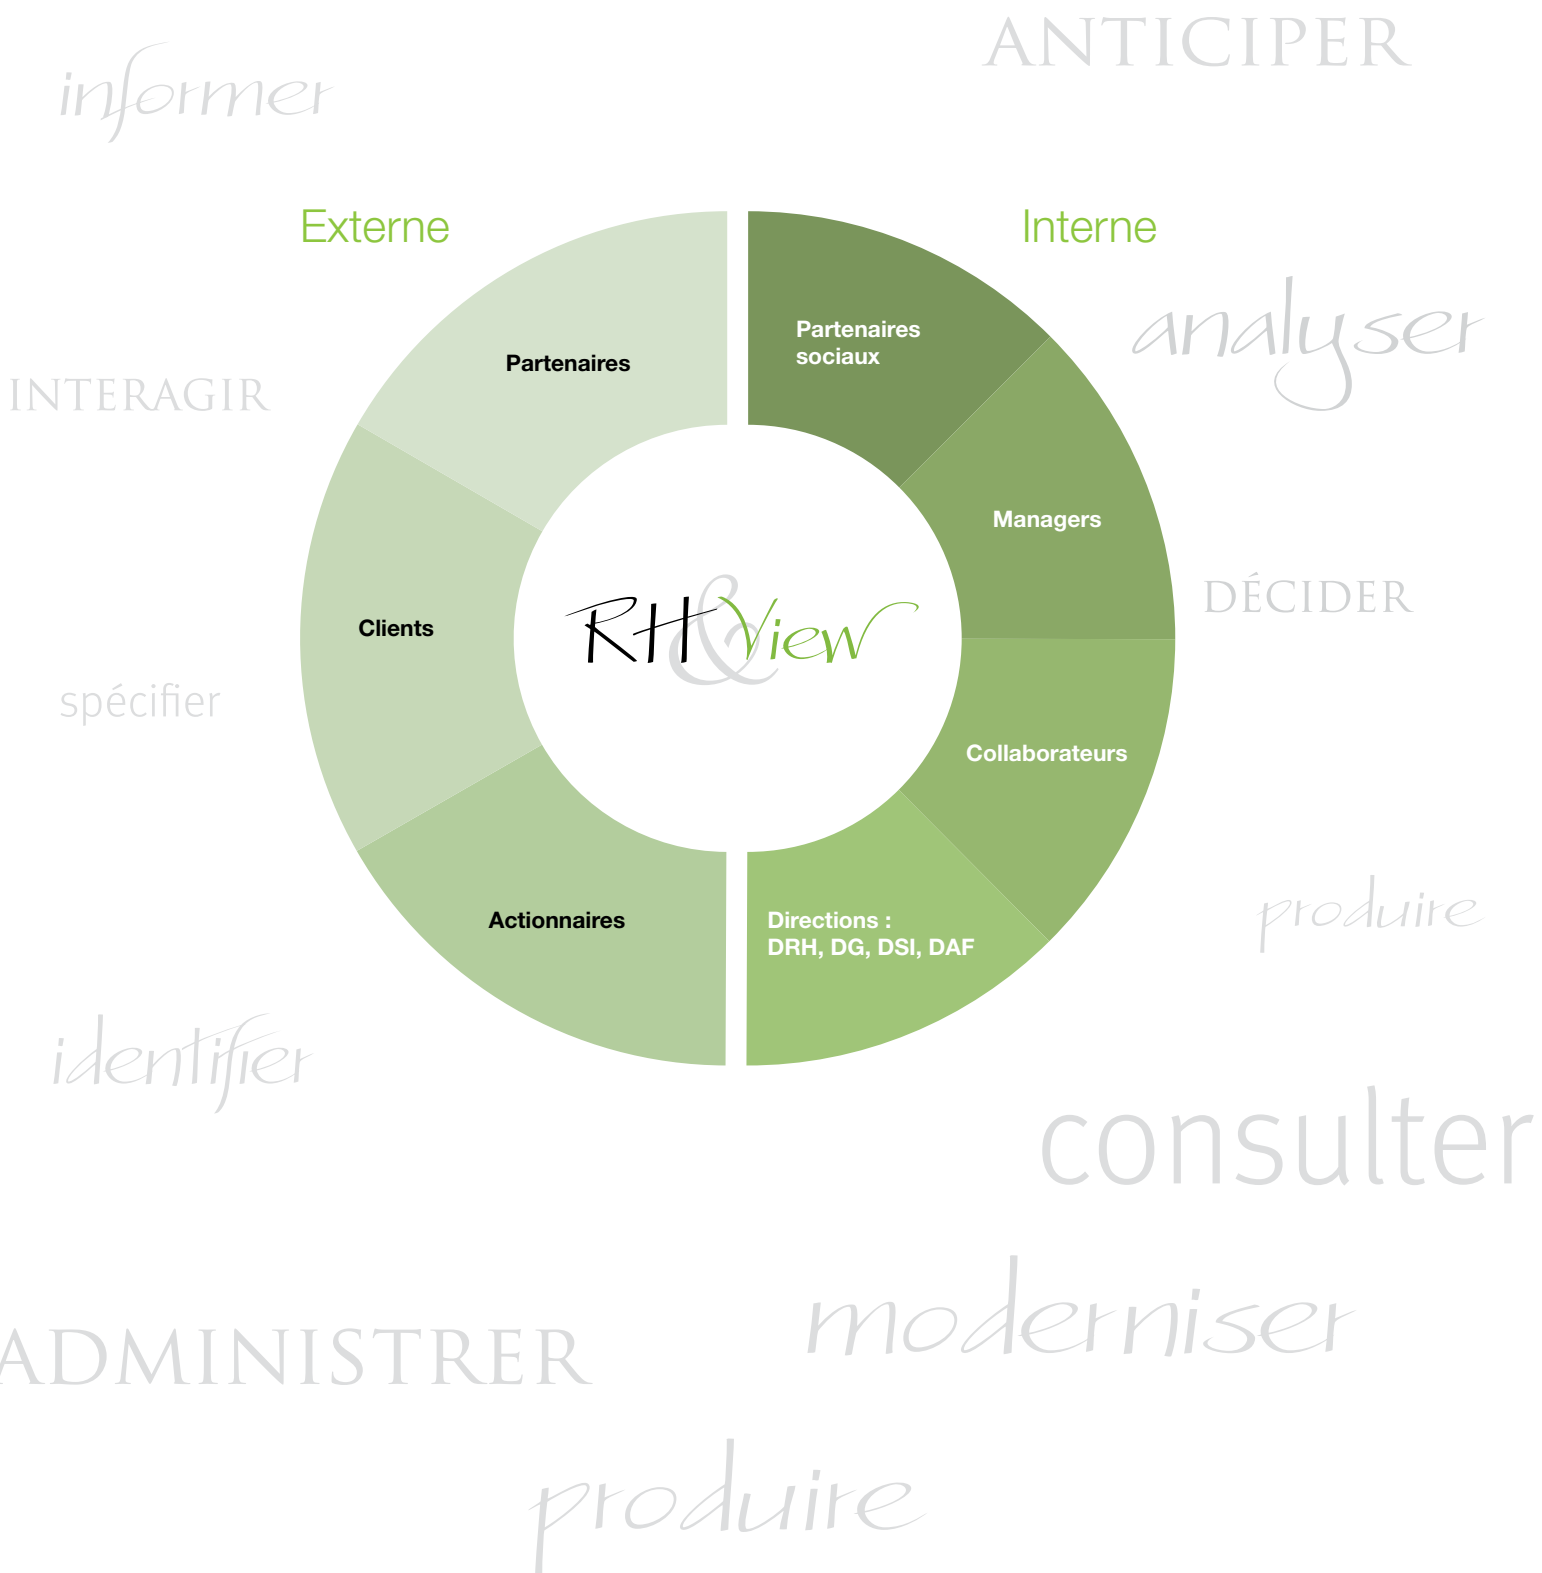 ANTICIPER
informer
Externe
Interne
analyser
Partenaires
sociaux
Partenaires
INTERAGIR
Managers
DÉCIDER
RH&View
Clients
spécifier
Collaborateurs
produire
Actionnaires
Directions :
DRH, DG, DSI, DAF
identifier
consulter
moderniser
ADMINISTRER
produire